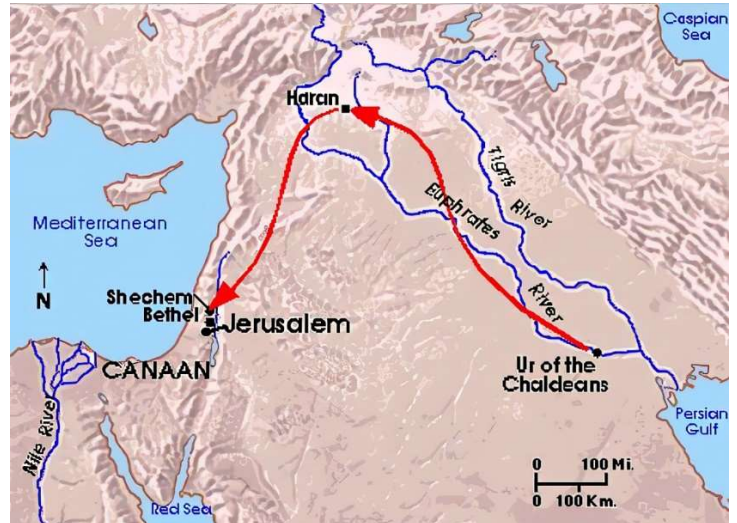 Caspian
Sea
Haran
Tigris
River
Euphrates
River
Mediterranean
Sea
N
Shechem
Bethel
Jerusalem
CANAAN
Ur of the
Chaldeans
Nile River
Persian
Gulf
0 100 Mi.
0 100 Km.
Red Sea